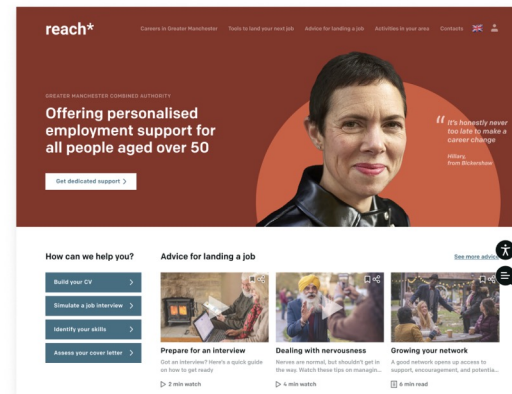 reach*
Careers in Greater Manchester
Tools to land your next job
Advice for landing a job
Activities in your area
Contacts
GREATER MANCHESTER COMBINED AUTHORITY
Offering personalised
employment support for
all people aged over 50
Get dedicated support >
“ It's honestly never
too late to make a
career change
Hillary,
from Bickershaw
How can we help you?
Build your CV >
Simulate a job interview >
Identify your skills >
Assess your cover letter >
Advice for landing a job
See more advice
Prepare for an interview
Got an interview? Here's a quick guide
on how to get ready
2 min watch
Dealing with nervousness
Nerves are normal, but shouldn't get in
the way. Watch these tips on managin...
4 min watch
Growing your network
A good network opens up access to
support, encouragement, and potentia...
6 min read